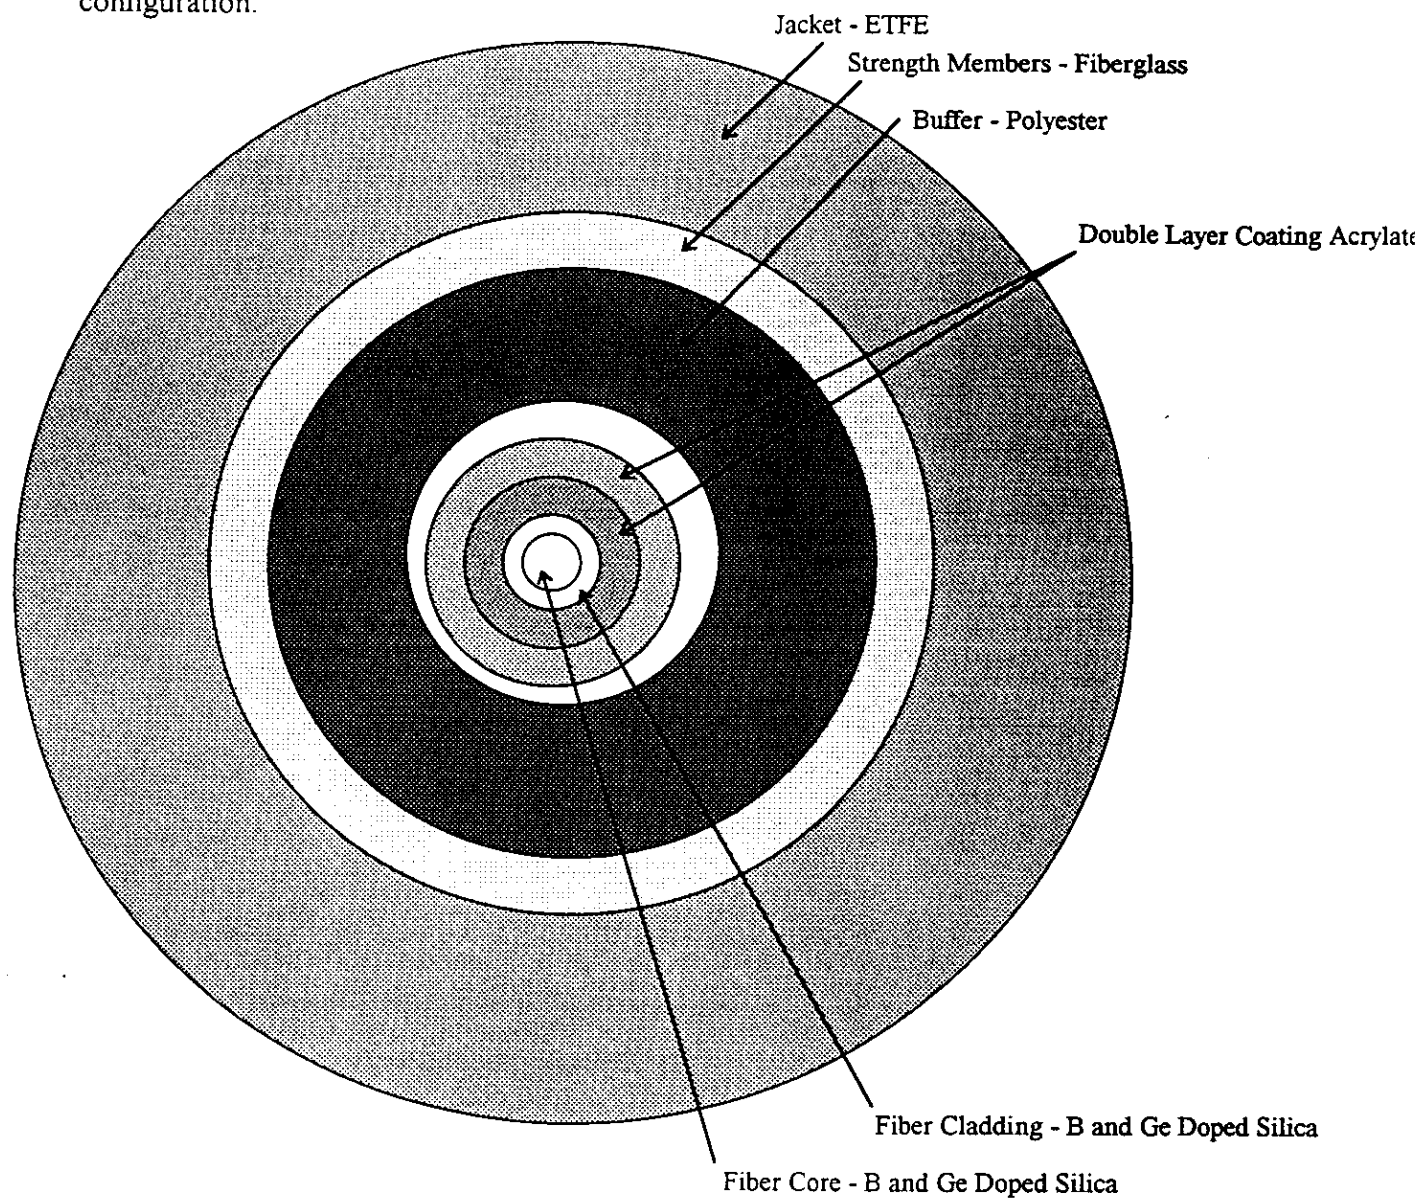 configuration.
Jacket - ETFE
Strength Members - Fiberglass
Buffer - Polyester
Double Layer Coating Acrylate
Fiber Cladding - B and Ge Doped Silica
Fiber Core - B and Ge Doped Silica